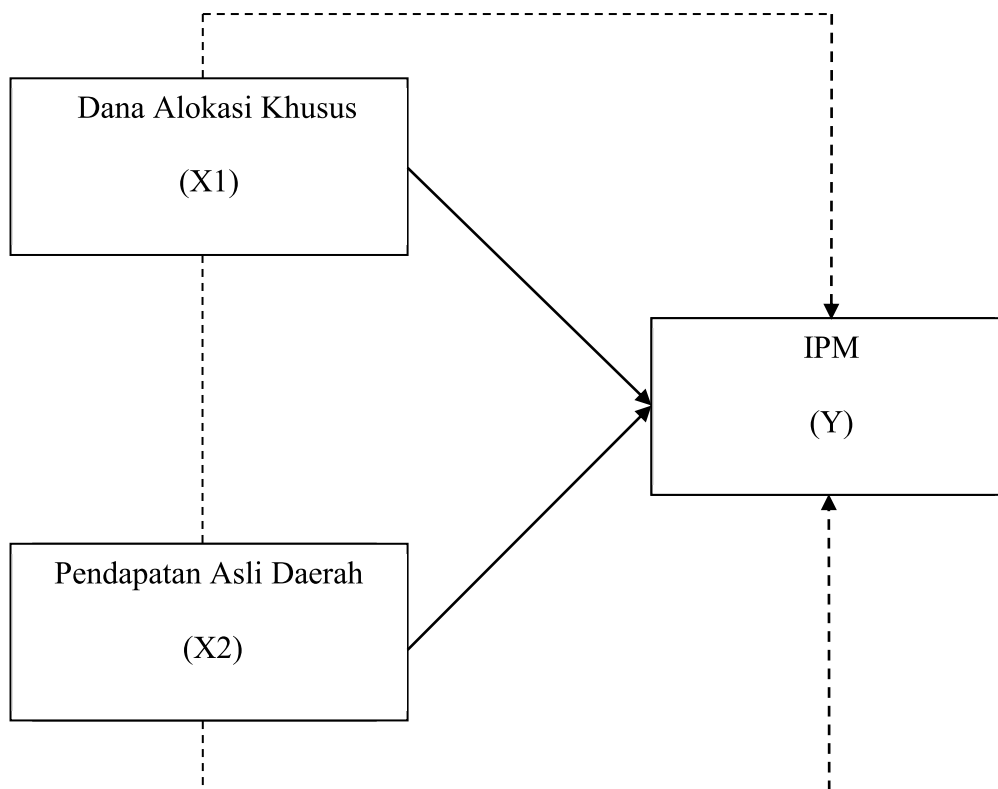 Dana Alokasi Khusus
(X1)
IPM
(Y)
Pendapatan Asli Daerah
(X2)